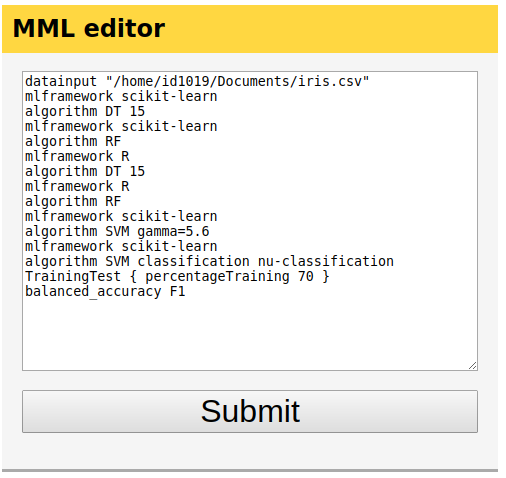 MML editor
datainput "/home/id1019/Documents/iris.csv"
mlframework scikit-learn
algorithm DT 15
mlframework scikit-learn
algorithm RF
mlframework R
algorithm DT 15
mlframework R
algorithm RF
mlframework scikit-learn
algorithm SVM gamma=5.6
mlframework scikit-learn
algorithm SVM classification nu-classification
TrainingTest { percentageTraining 70 }
balanced_accuracy F1
Submit